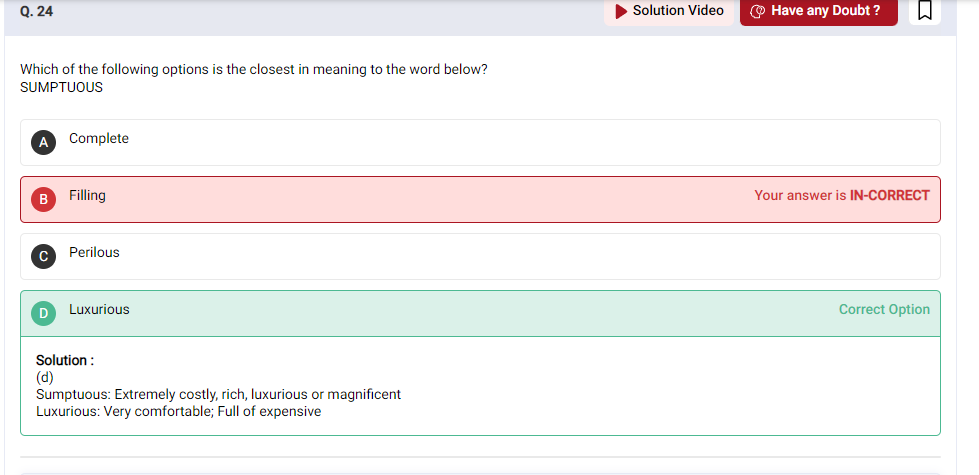 Q. 24
Solution Video
Have any Doubt ?
Which of the following options is the closest in meaning to the word below?
SUMPTUOUS
A Complete
B Filling Your answer is IN-CORRECT
C Perilous
D Luxurious Correct Option
Solution :
(d)
Sumptuous: Extremely costly, rich, luxurious or magnificent
Luxurious: Very comfortable; Full of expensive